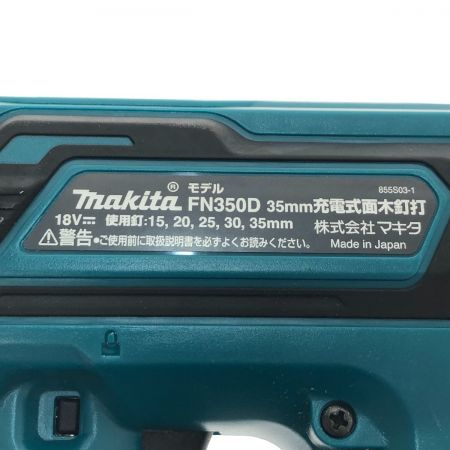 855S03-1
makita® モデル FN350D 35mm充電式面木釘打
18V⎓ 使用釘:15, 20, 25, 30, 35mm 株式会社 マキタ
⚠警告●ご使用前に取扱説明書を必ずよくお読みください。 Made in Japan